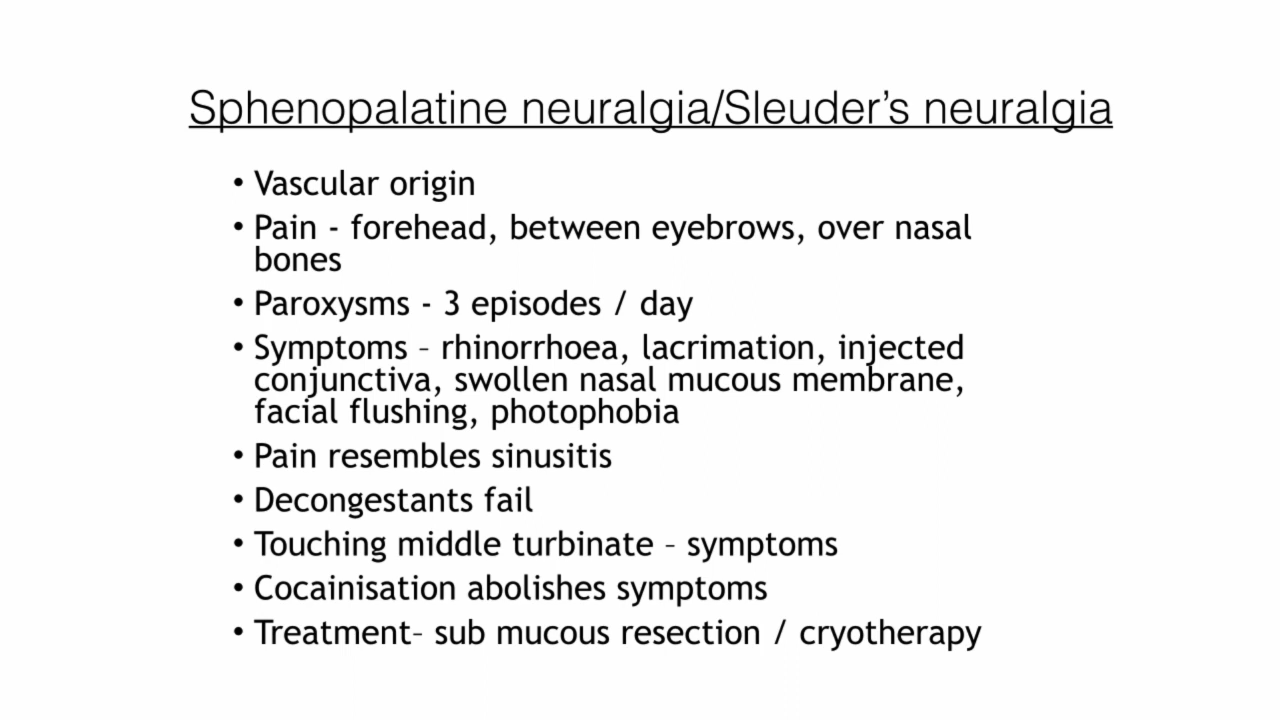 Sphenopalatine neuralgia/Sleuder’s neuralgia
• Vascular origin
• Pain - forehead, between eyebrows, over nasal
bones
• Paroxysms - 3 episodes / day
• Symptoms – rhinorrhoea, lacrimation, injected
conjunctiva, swollen nasal mucous membrane,
facial flushing, photophobia
• Pain resembles sinusitis
• Decongestants fail
• Touching middle turbinate – symptoms
• Cocainisation abolishes symptoms
• Treatment– sub mucous resection / cryotherapy